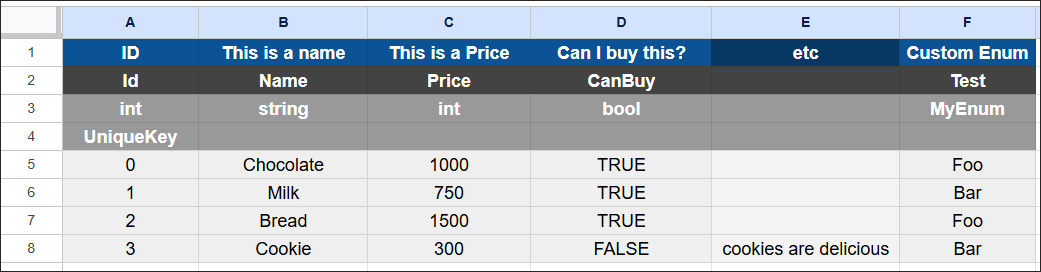 A B C D E F
1 ID This is a name This is a Price Can I buy this? etc Custom Enum
2 Id Name Price CanBuy Test
3 int string int bool MyEnum
4 UniqueKey
5 0 Chocolate 1000 TRUE Foo
6 1 Milk 750 TRUE Bar
7 2 Bread 1500 TRUE Foo
8 3 Cookie 300 FALSE cookies are delicious Bar